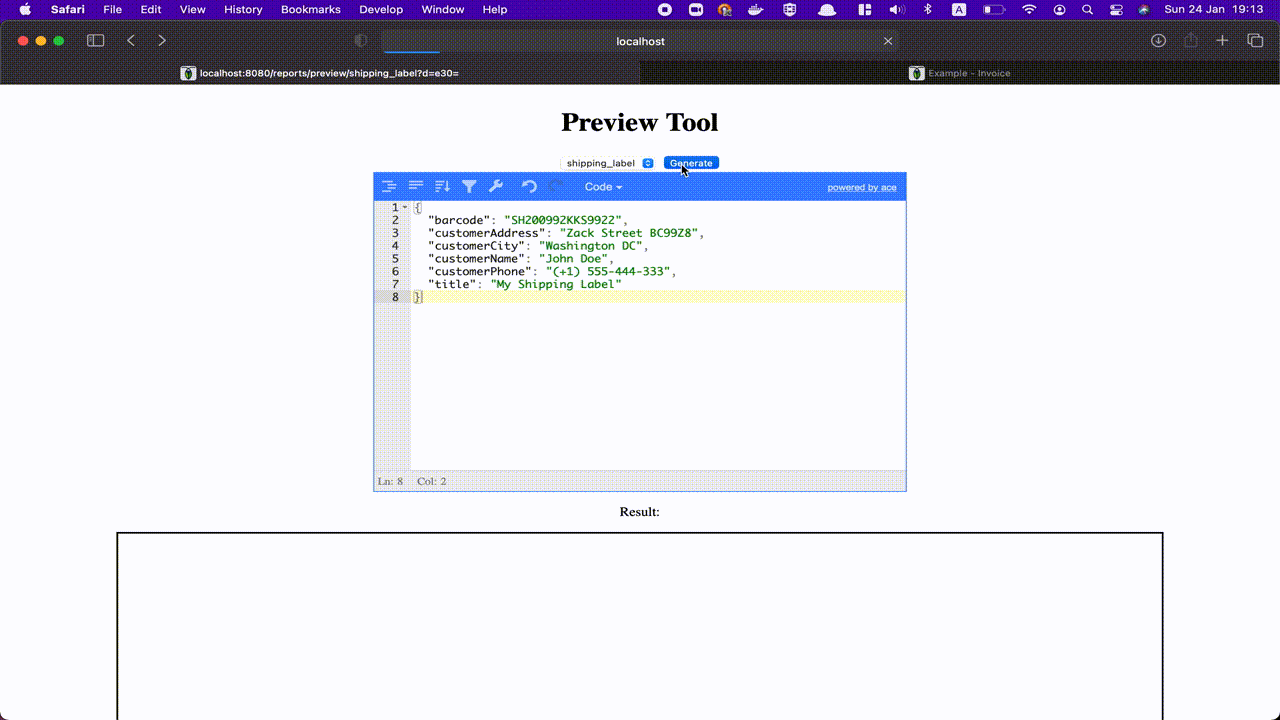 Safari File Edit View History Bookmarks Develop Window Help A Sun 24 Jan 19:13
localhost
localhost:8080/reports/preview/shipping_label?d=e30=
Example - Invoice
Preview Tool
shipping_label Generate
Code powered by ace
1 {
2 "barcode": "SH200992KKS9922",
3 "customerAddress": "Zack Street BC99Z8",
4 "customerCity": "Washington DC",
5 "customerName": "John Doe",
6 "customerPhone": "(+1) 555-444-333",
7 "title": "My Shipping Label"
8 }
Ln: 8 Col: 2
Result: